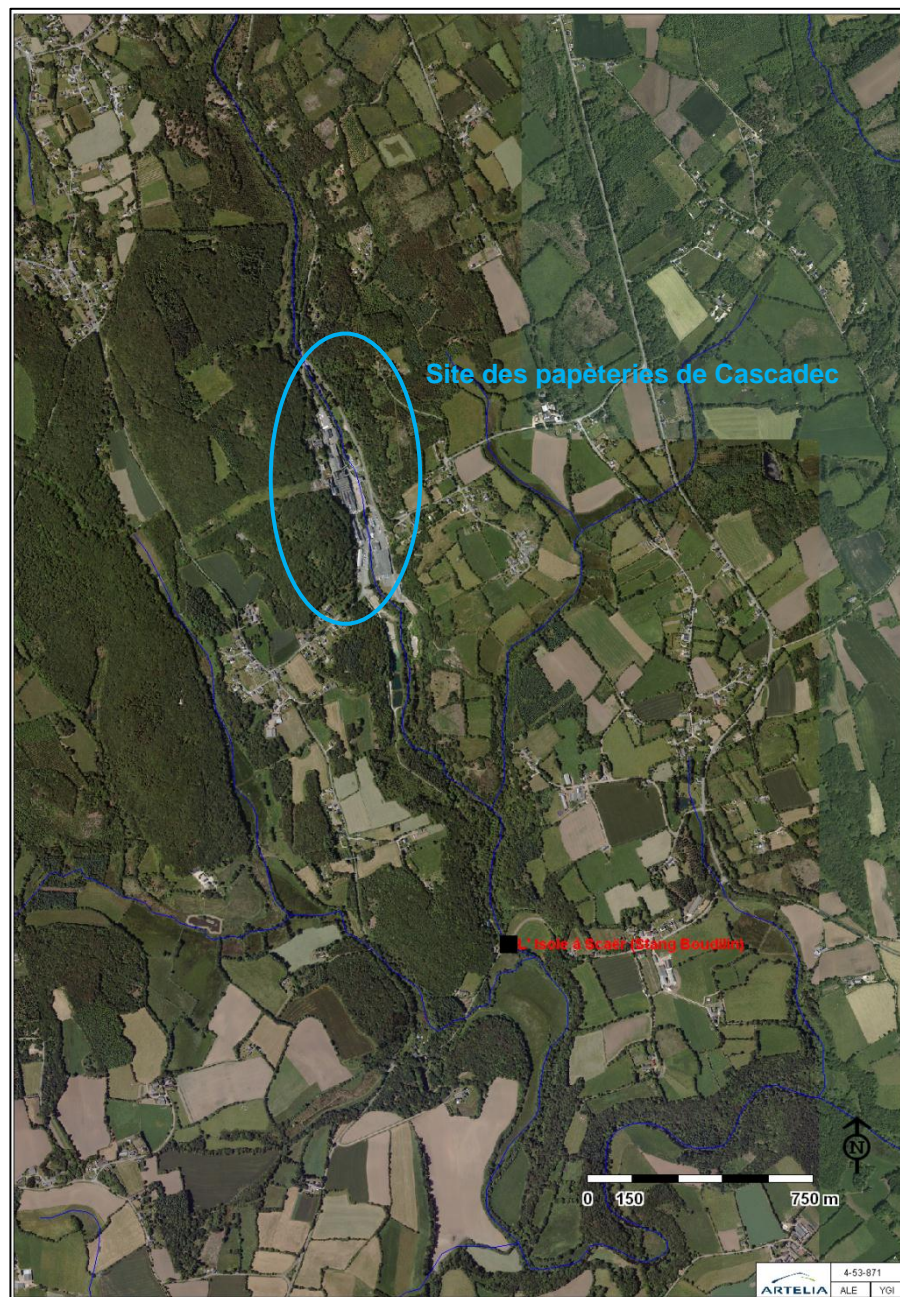 Site des papèteries de Cascadec
L' Isole à Scaër (Stang Boudilin)
N
0 150 750 m
4-53-871
ARTELIA
ALE YGI